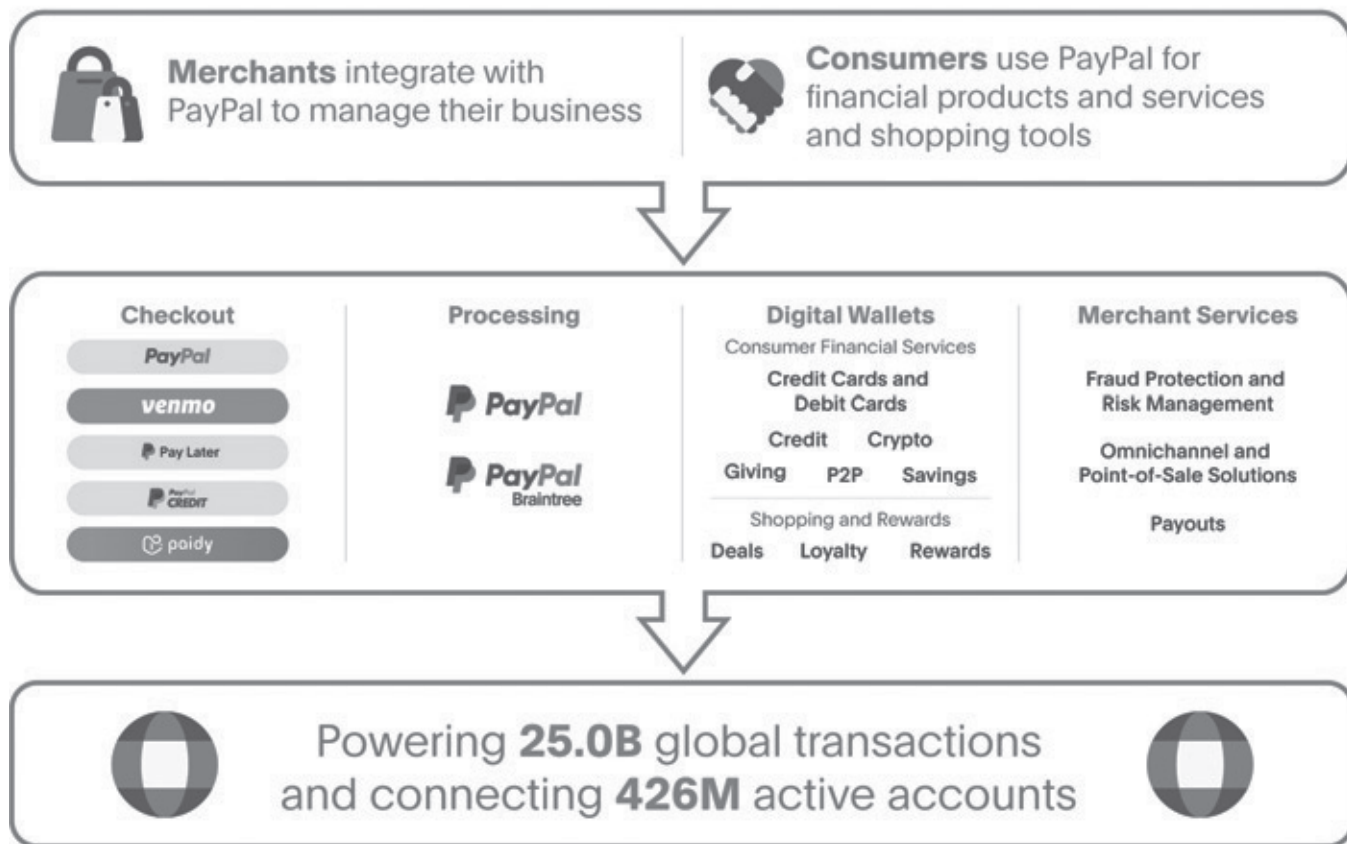 Merchants integrate with
PayPal to manage their business
Consumers use PayPal for
financial products and services
and shopping tools
Checkout
PayPal
venmo
Pay Later
PayPal
CREDIT
paidy
Processing
PayPal
PayPal
Braintree
Digital Wallets
Consumer Financial Services
Credit Cards and
Debit Cards
Credit Crypto
Giving P2P Savings
Shopping and Rewards
Deals Loyalty Rewards
Merchant Services
Fraud Protection and
Risk Management
Omnichannel and
Point-of-Sale Solutions
Payouts
Powering 25.0B global transactions
and connecting 426M active accounts